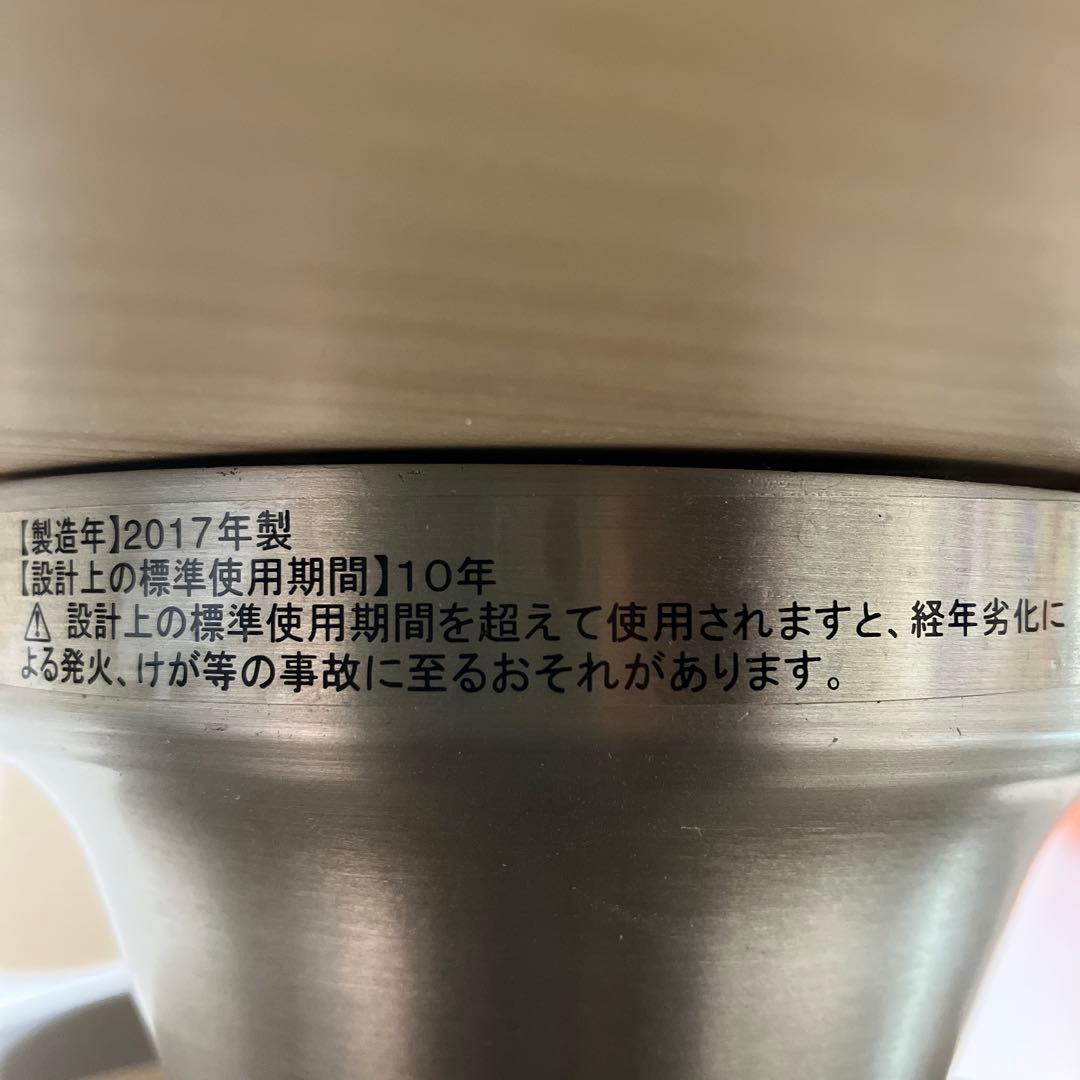 【製造年】2017年製
【設計上の標準使用期間】10年
⚠ 設計上の標準使用期間を超えて使用されますと、経年劣化に
よる発火、けが等の事故に至るおそれがあります。